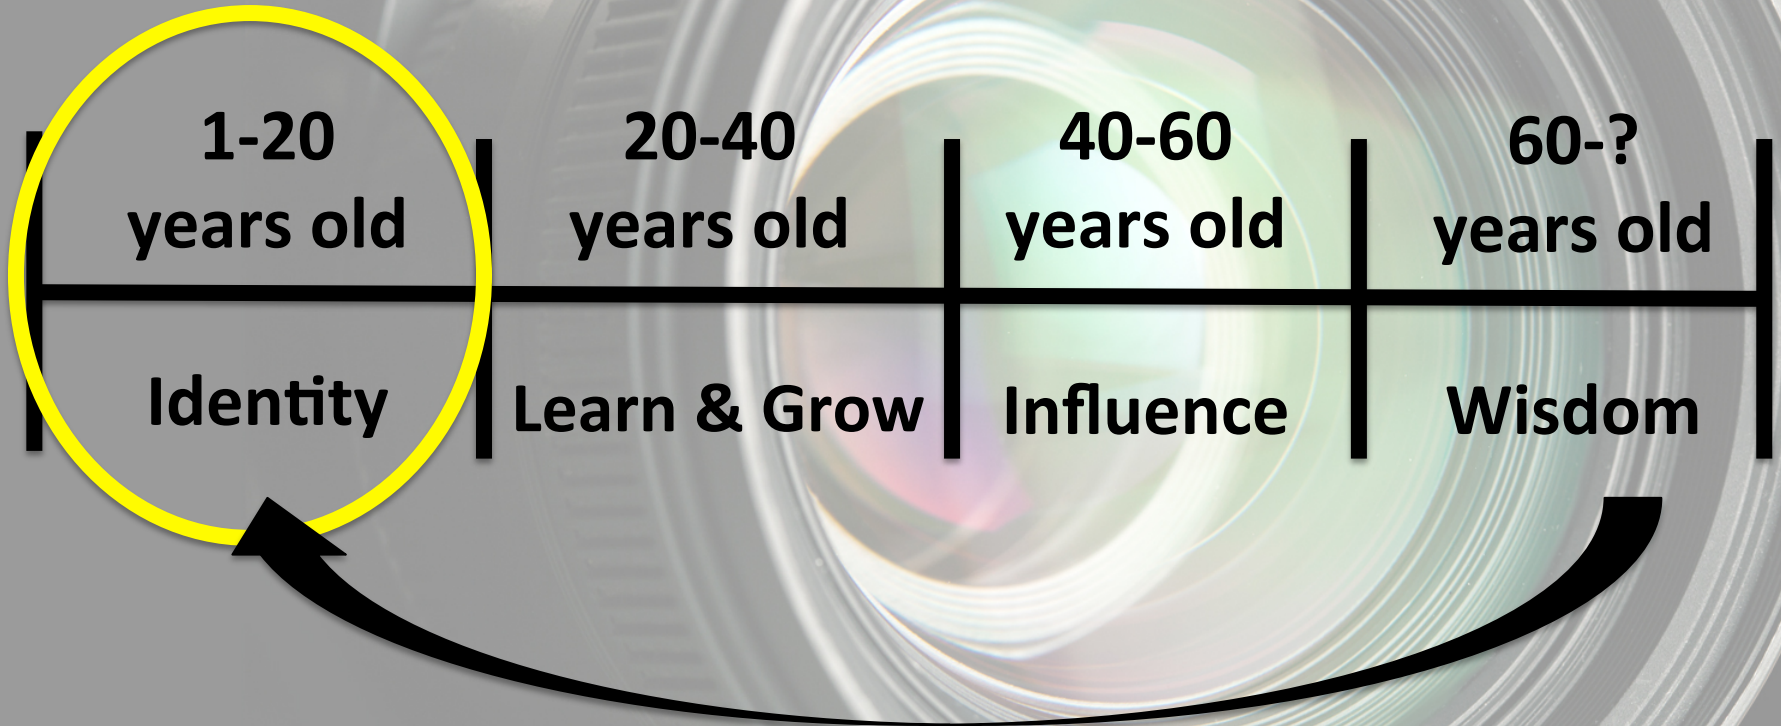 1-20
years old
20-40
years old
40-60
years old
60-?
years old
Identity
Learn & Grow
Influence
Wisdom